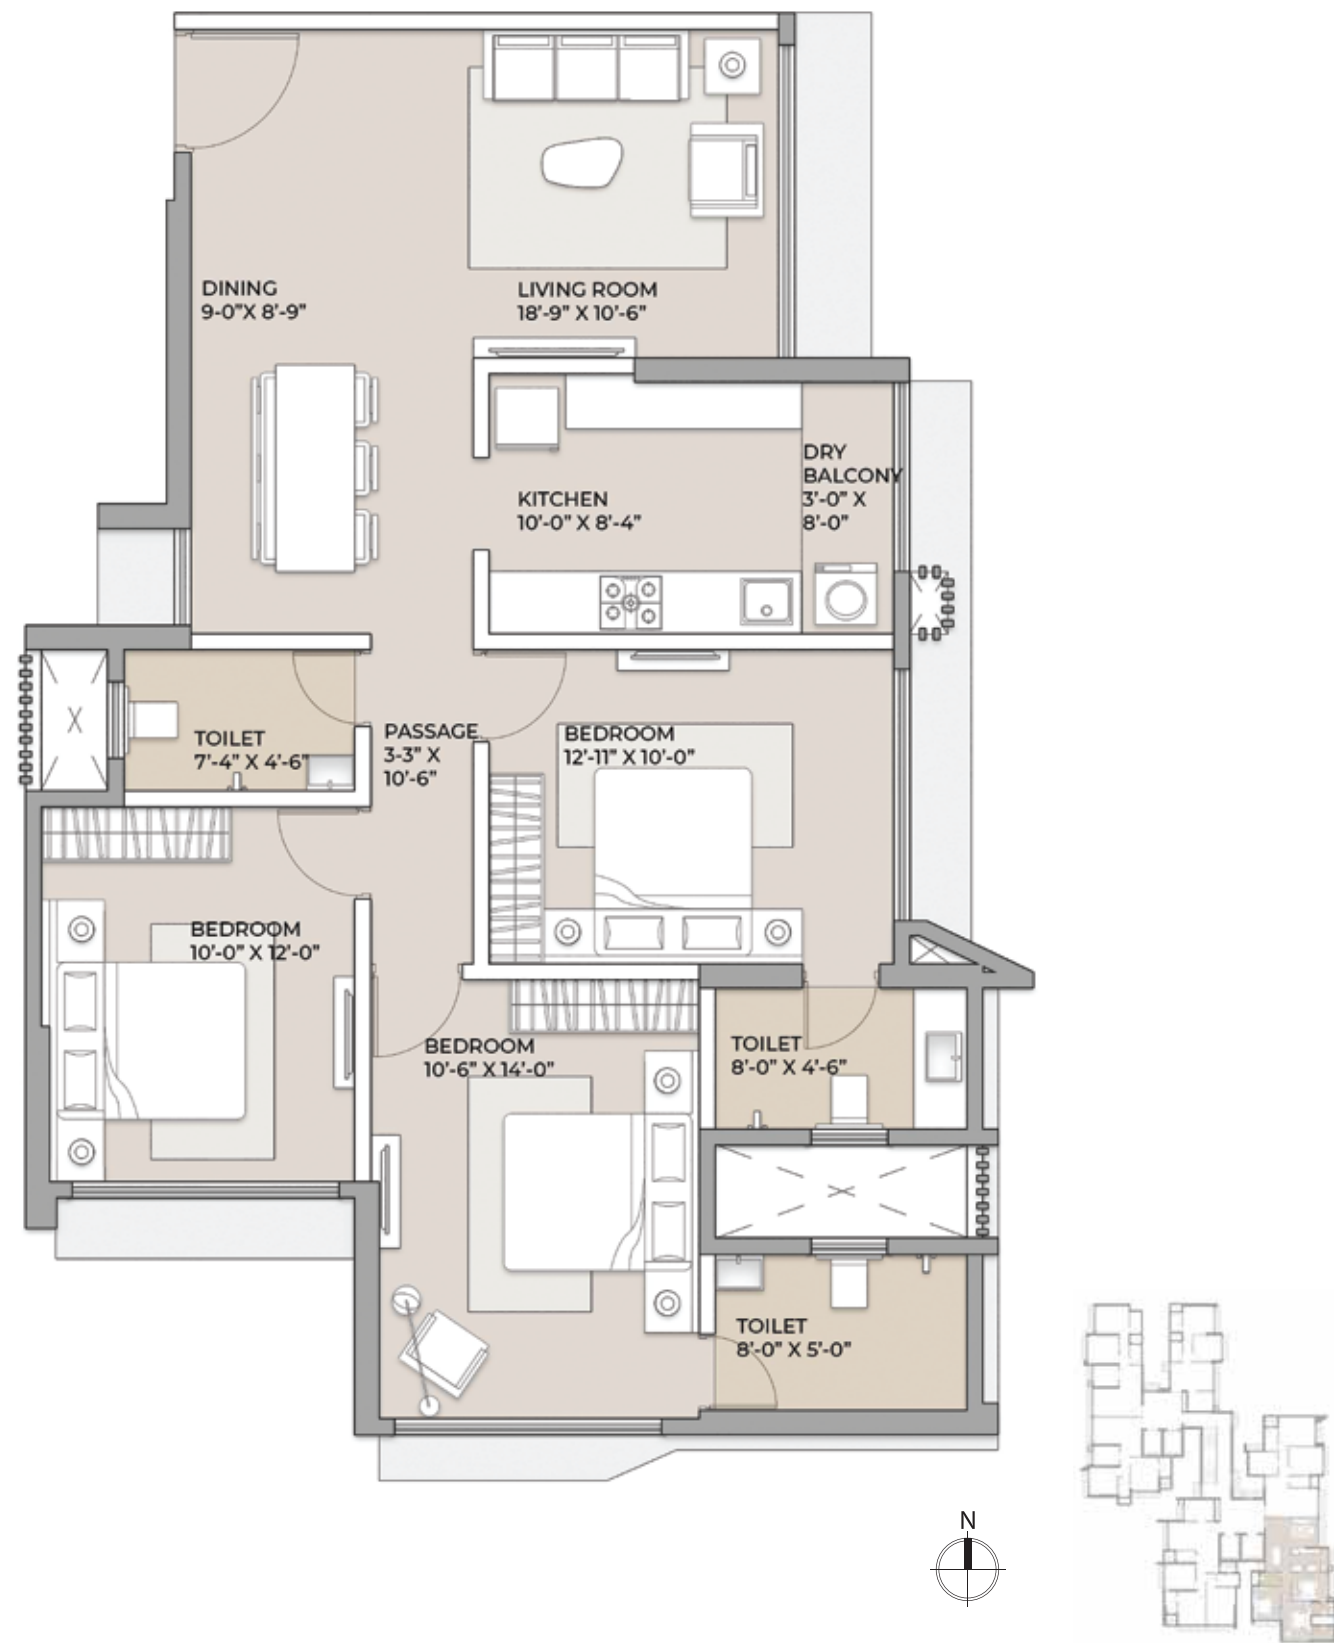 DINING
9-0”X 8’-9”
LIVING ROOM
18’-9” X 10’-6”
KITCHEN
10’-0” X 8’-4”
DRY
BALCONY
3’-0” X
8’-0”
TOILET
7’-4” X 4’-6”
PASSAGE
3-3” X
10’-6”
BEDROOM
12’-11” X 10’-0”
BEDROOM
10’-0” X 12’-0”
BEDROOM
10’-6” X 14’-0”
TOILET
8’-0” X 4’-6”
TOILET
8’-0” X 5’-0”
N